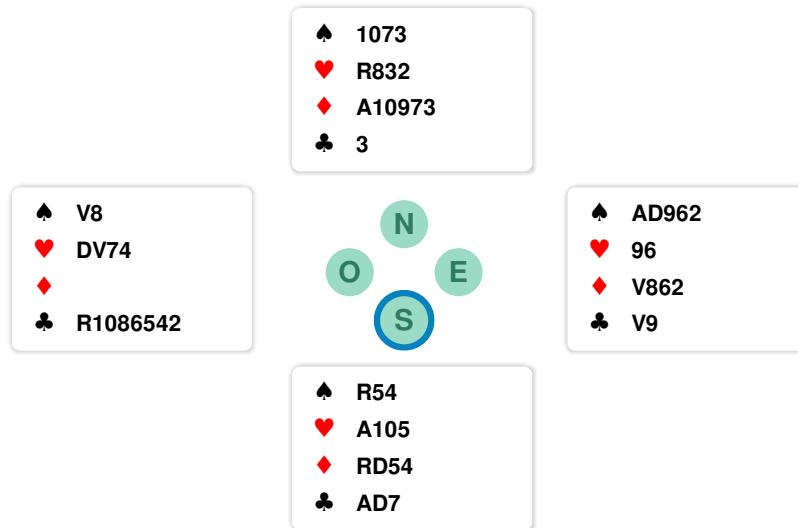 ♠ 1073
♥ R832
♦ A10973
♣ 3
♠ V8
♥ DV74
♦
♣ R1086542
N
O E
S
♠ AD962
♥ 96
♦ V862
♣ V9
♠ R54
♥ A105
♦ RD54
♣ AD7